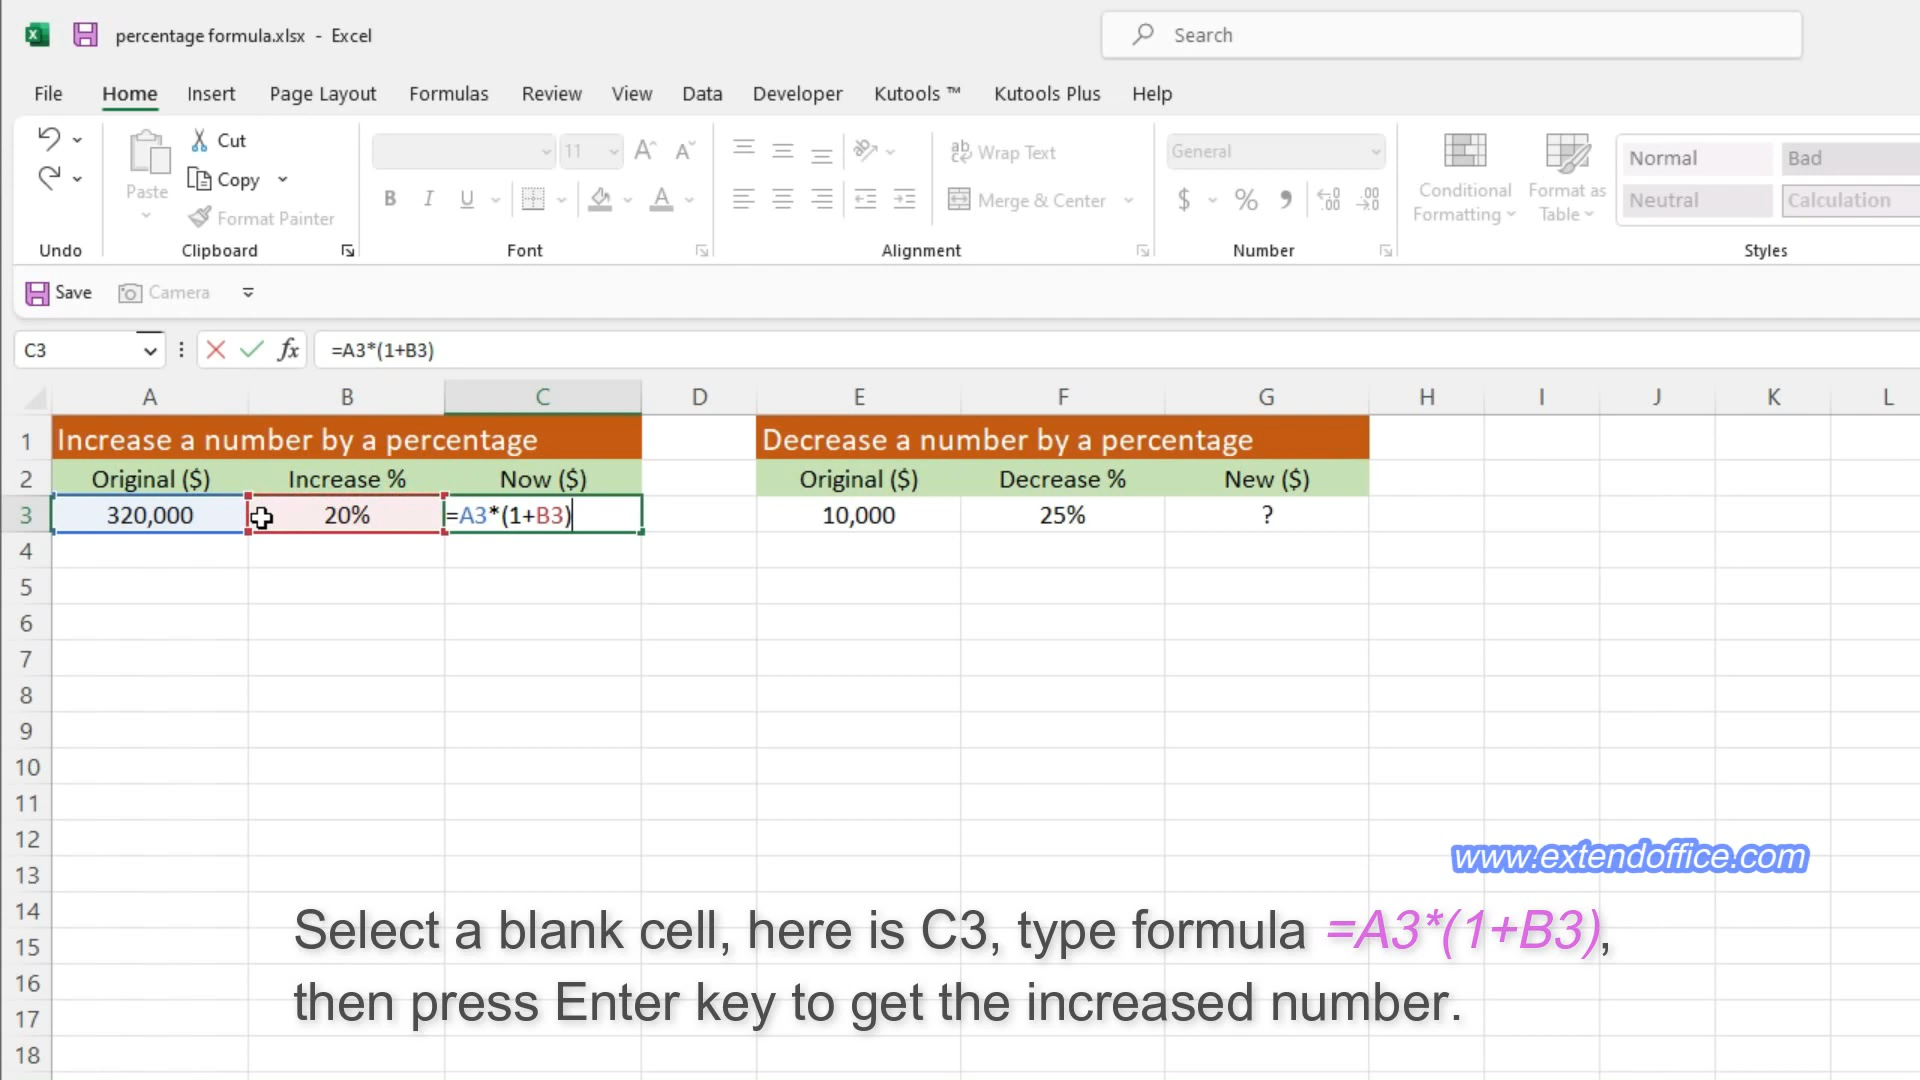 percentage formula.xlsx - Excel
Search
File Home Insert Page Layout Formulas Review View Data Developer Kutools ™ Kutools Plus Help
Cut
Copy
Format Painter
Paste
Undo
Clipboard
11
A^ A˅
B I U
A
Font
ab
c Wrap Text
Merge & Center
Alignment
General
$ % , .00 .00
Number
Conditional
Formatting
Format as
Table
Normal Bad
Neutral Calculation
Styles
Save Camera
C3 fx =A3*(1+B3)
A B C D E F G H I J K L
1 Increase a number by a percentage Decrease a number by a percentage
2 Original ($) Increase % Now ($) Original ($) Decrease % New ($)
3 320,000 20% =A3*(1+B3) 10,000 25% ?
4
5
6
7
8
9
10
11
12
13
14
15
16
17
18
www.extendoffice.com
Select a blank cell, here is C3, type formula =A3*(1+B3),
then press Enter key to get the increased number.